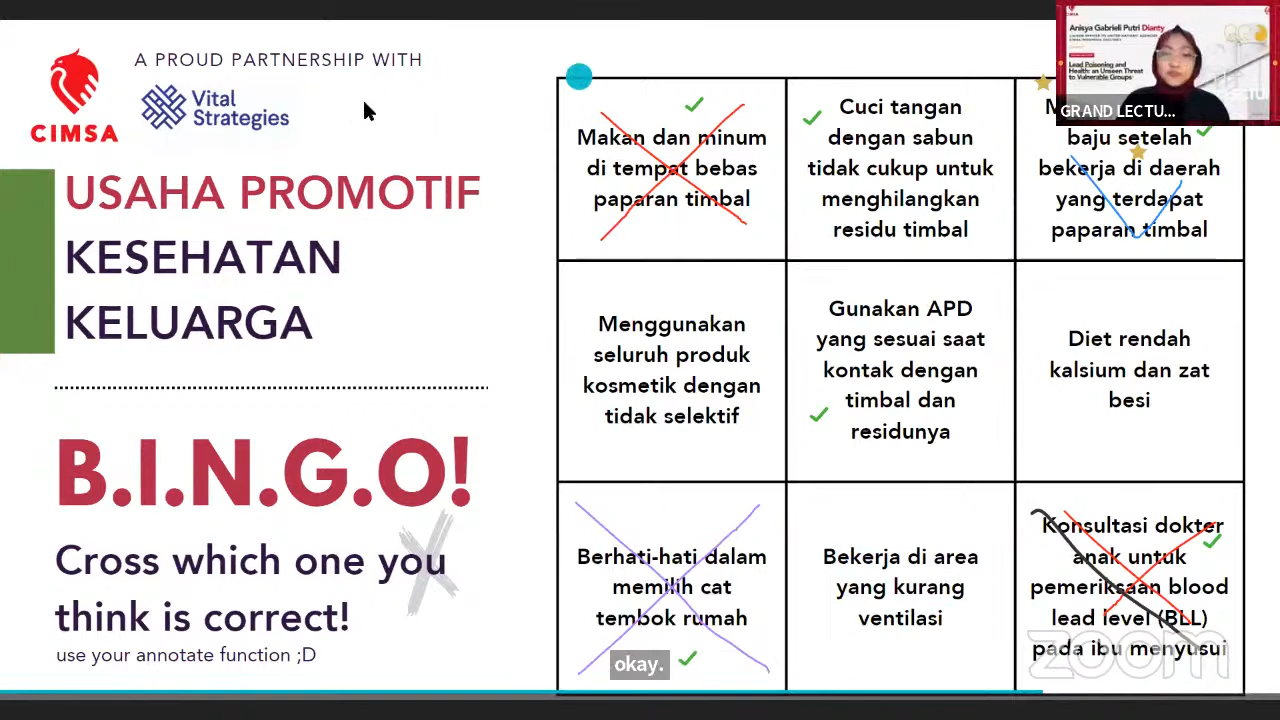 A PROUD PARTNERSHIP WITH
CIMSA
Vital
Strategies
USAHA PROMOTIF
KESEHATAN
KELUARGA
B.I.N.G.O!
Cross which one you
think is correct!
use your annotate function ;D
Makan dan minum
di tempat bebas
paparan timbal
Cuci tangan
dengan sabun
tidak cukup untuk
menghilangkan
residu timbal
baju setelah
bekerja di daerah
yang terdapat
paparan timbal
Menggunakan
seluruh produk
kosmetik dengan
tidak selektif
Gunakan APD
yang sesuai saat
kontak dengan
timbal dan
residunya
Diet rendah
kalsium dan zat
besi
Berhati-hati dalam
memilih cat
tembok rumah
Bekerja di area
yang kurang
ventilasi
Konsultasi dokter
anak untuk
pemeriksaan blood
lead level (BLL)
pada ibu menyusui
okay.
zoom
Anisya Gabrieli Putri Dianty
Lead Poisoning and
Health: an Unseen Threat
to Vulnerable Groups
GRAND LECTU...